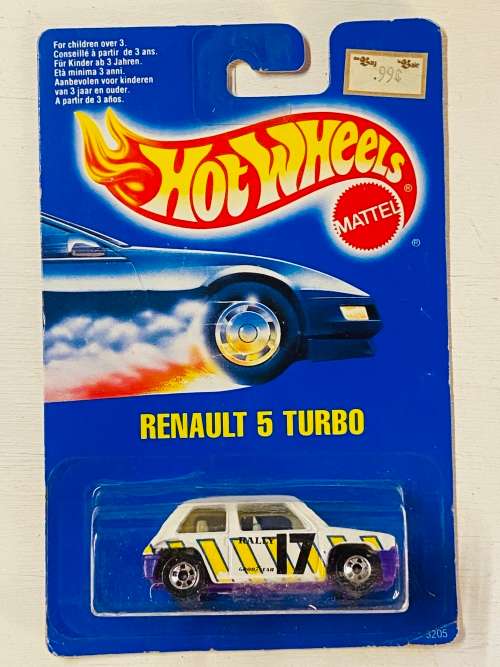 For children over 3.
Conseillé à partir de 3 ans.
Für Kinder ab 3 Jahren.
Età minima 3 anni.
Aanbevolen voor kinderen
van 3 jaar en ouder.
A partir de 3 años.
.99¢
HOT WHEELS®
MATTEL
®
RENAULT 5 TURBO
RALLY
17
GOODYEAR
3205